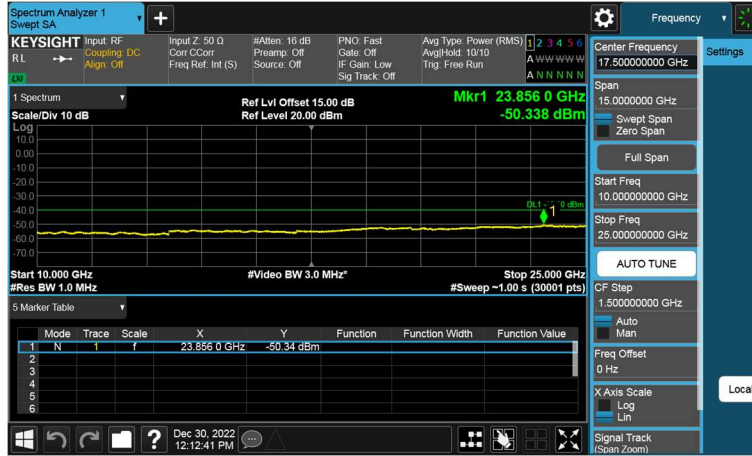 Spectrum Analyzer 1
Swept SA
+
Frequency
KEYSIGHT
RL
LXI
Input: RF
Coupling: DC
Align: Off
Input Z: 50 Ω
Corr CCorr
Freq Ref: Int (S)
#Atten: 16 dB
Preamp: Off
Source: Off
PNO: Fast
Gate: Off
IF Gain: Low
Sig Track: Off
Avg Type: Power (RMS)
Avg|Hold: 10/10
Trig: Free Run
1 2 3 4 5 6
A W W W W W
A N N N N N
1 Spectrum
Scale/Div 10 dB
Ref Lvl Offset 15.00 dB
Ref Level 20.00 dBm
Mkr1 23.856 0 GHz
-50.338 dBm
Log
10.0
0.00
-10.0
-20.0
-30.0
-40.0
-50.0
-60.0
-70.0
1
Start 10.000 GHz
#Res BW 1.0 MHz
#Video BW 3.0 MHz*
Stop 25.000 GHz
#Sweep ~1.00 s (30001 pts)
5 Marker Table
Mode Trace Scale X Y Function Function Width Function Value
1 N 1 f 23.856 0 GHz -50.34 dBm
2
3
4
5
6
Dec 30, 2022
12:12:41 PM
?
Center Frequency
17.500000000 GHz
Settings
Span
15.0000000 GHz
Swept Span
Zero Span
Full Span
Start Freq
10.000000000 GHz
Stop Freq
25.000000000 GHz
AUTO TUNE
CF Step
1.500000000 GHz
Auto
Man
Freq Offset
0 Hz
X Axis Scale
Log
Lin
Local
Signal Track
(Span Zoom)